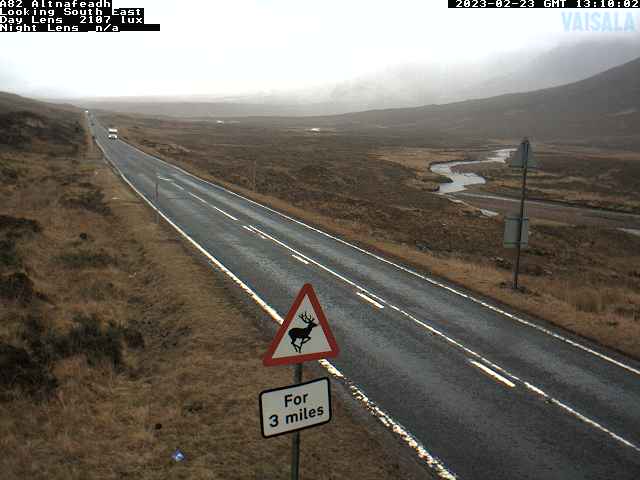 A82 Altnafeadh
Looking South East
Day Lens 2107 lux
Night Lens n/a
2023-02-23 GMT 13:10:02
VAISALA
For
3 miles